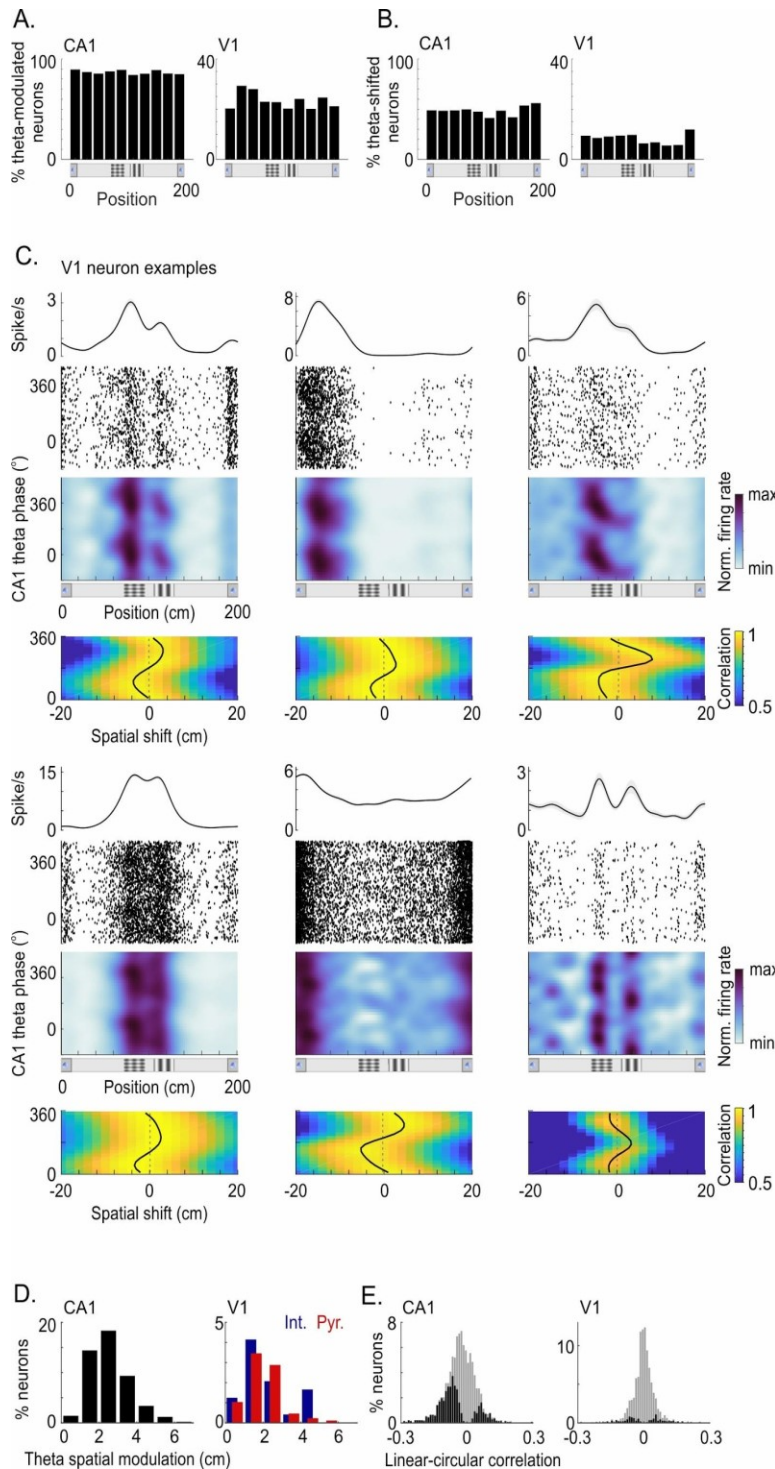 A.
CA1
V1
% theta-modulated
neurons
100
0
40
0
0
200
Position
B.
CA1
V1
% theta-shifted
neurons
100
0
40
0
0
200
Position
C.
V1 neuron examples
Spike/s
3
0
8
0
6
0
CA1 theta phase (°)
360
0
360
0
0
200
Position (cm)
Norm. firing rate
max
min
360
0
-20
0
20
-20
0
20
-20
0
20
Spatial shift (cm)
Correlation
1
0.5
Spike/s
15
0
6
0
3
0
CA1 theta phase (°)
360
0
360
0
0
200
Position (cm)
Norm. firing rate
max
min
360
0
-20
0
20
-20
0
20
-20
0
20
Spatial shift (cm)
Correlation
1
0.5
D.
CA1
V1
% neurons
20
0
5
0
Int.
Pyr.
0
2
4
6
0
2
4
6
Theta spatial modulation (cm)
E.
CA1
V1
% neurons
8
0
10
0
-0.3
0
0.3
-0.3
0
0.3
Linear-circular correlation